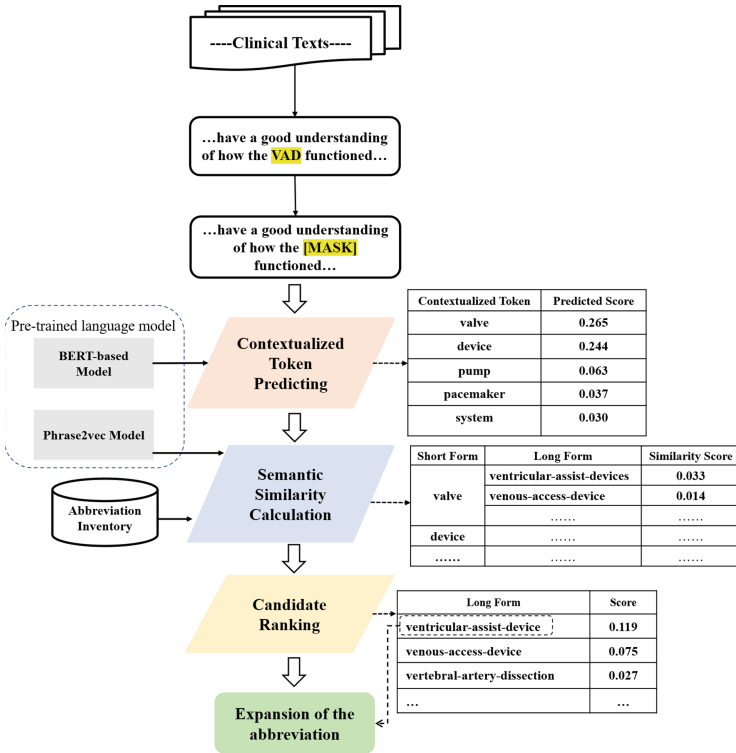 ----Clinical Texts----
…have a good understanding
of how the VAD functioned…
…have a good understanding
of how the [MASK]
functioned…
Pre-trained language model
BERT-based
Model
Phrase2vec Model
Abbreviation
Inventory
Contextualized
Token
Predicting
Contextualized Token Predicted Score
valve 0.265
device 0.244
pump 0.063
pacemaker 0.037
system 0.030
Semantic
Similarity
Calculation
Short Form Long Form Similarity Score
valve ventricular-assist-devices 0.033
venous-access-device 0.014
…… ……
device …… ……
…… …… ……
Candidate
Ranking
Long Form Score
ventricular-assist-device 0.119
venous-access-device 0.075
vertebral-artery-dissection 0.027
… …
Expansion of the
abbreviation